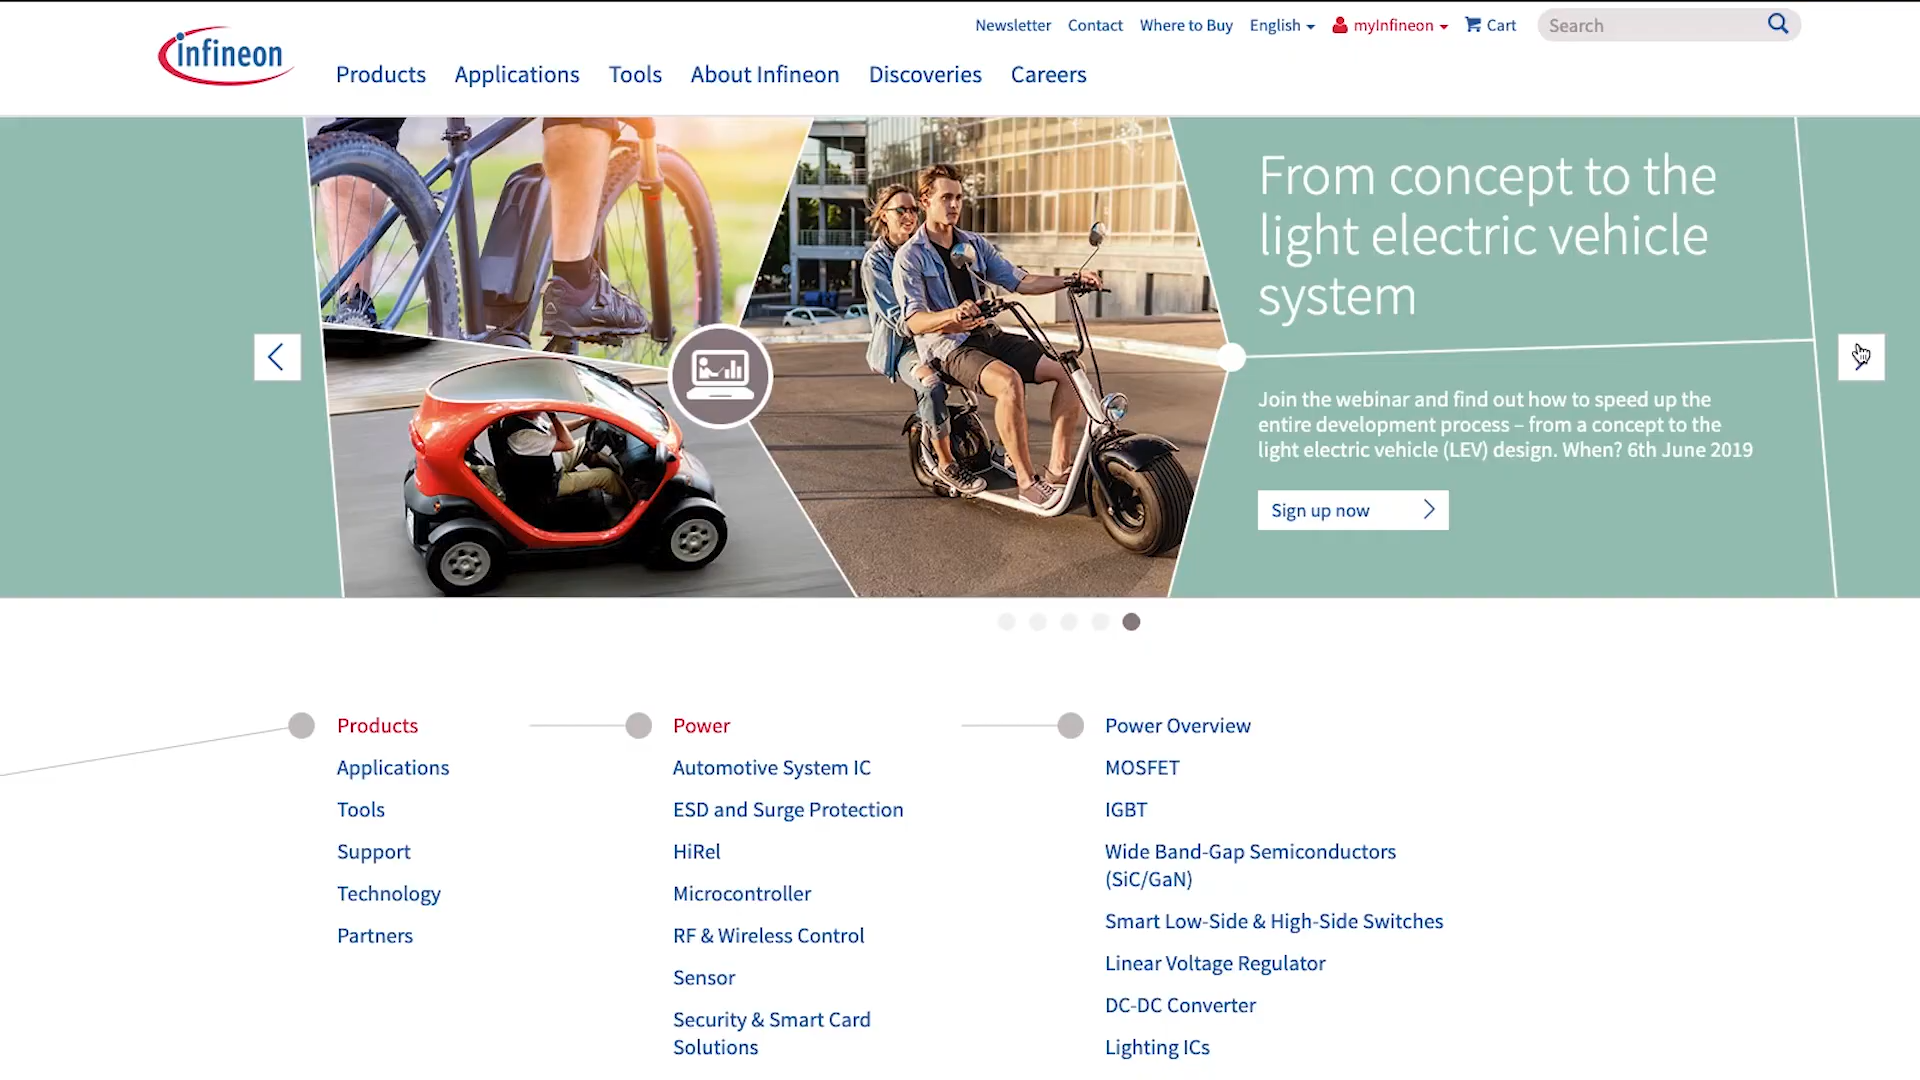 Newsletter Contact Where to Buy English myInfineon Cart Search
infineon
Products Applications Tools About Infineon Discoveries Careers
From concept to the
light electric vehicle
system
Join the webinar and find out how to speed up the
entire development process – from a concept to the
light electric vehicle (LEV) design. When? 6th June 2019
Sign up now
Products
Applications
Tools
Support
Technology
Partners
Power
Automotive System IC
ESD and Surge Protection
HiRel
Microcontroller
RF & Wireless Control
Sensor
Security & Smart Card
Solutions
Power Overview
MOSFET
IGBT
Wide Band-Gap Semiconductors
(SiC/GaN)
Smart Low-Side & High-Side Switches
Linear Voltage Regulator
DC-DC Converter
Lighting ICs